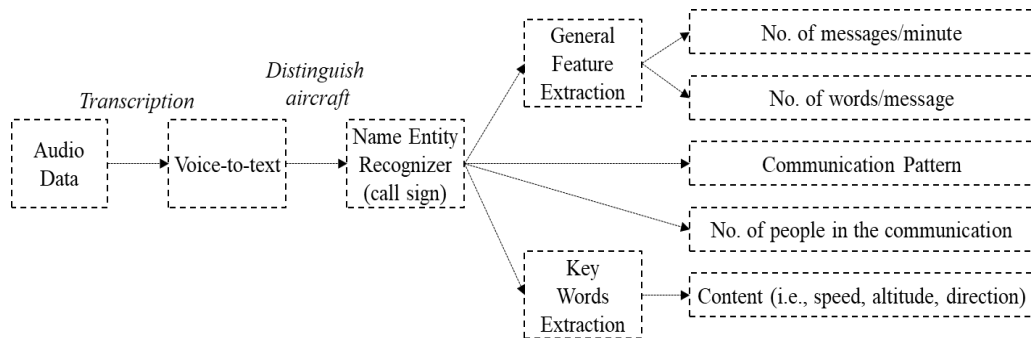 Transcription
Distinguish
aircraft
Audio
Data
Voice-to-text
Name Entity
Recognizer
(call sign)
General
Feature
Extraction
Key
Words
Extraction
No. of messages/minute
No. of words/message
Communication Pattern
No. of people in the communication
Content (i.e., speed, altitude, direction)